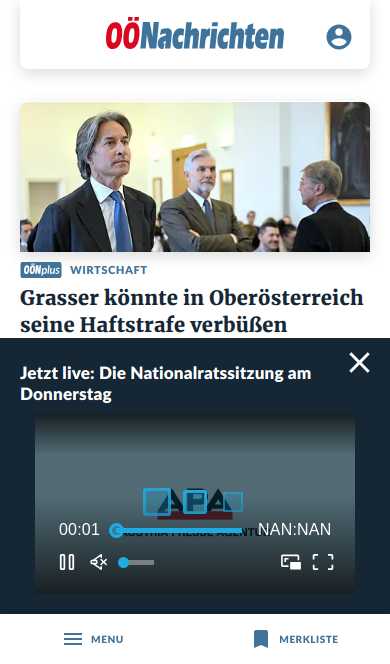 OÖNachrichten
OÖNplus WIRTSCHAFT
Grasser könnte in Oberösterreich
seine Haftstrafe verbüßen
Jetzt live: Die Nationalratssitzung am
Donnerstag
APA
00:01 NAN:NAN
AUSTRIA PRESSE AGENTUR
MENU MERKLISTE